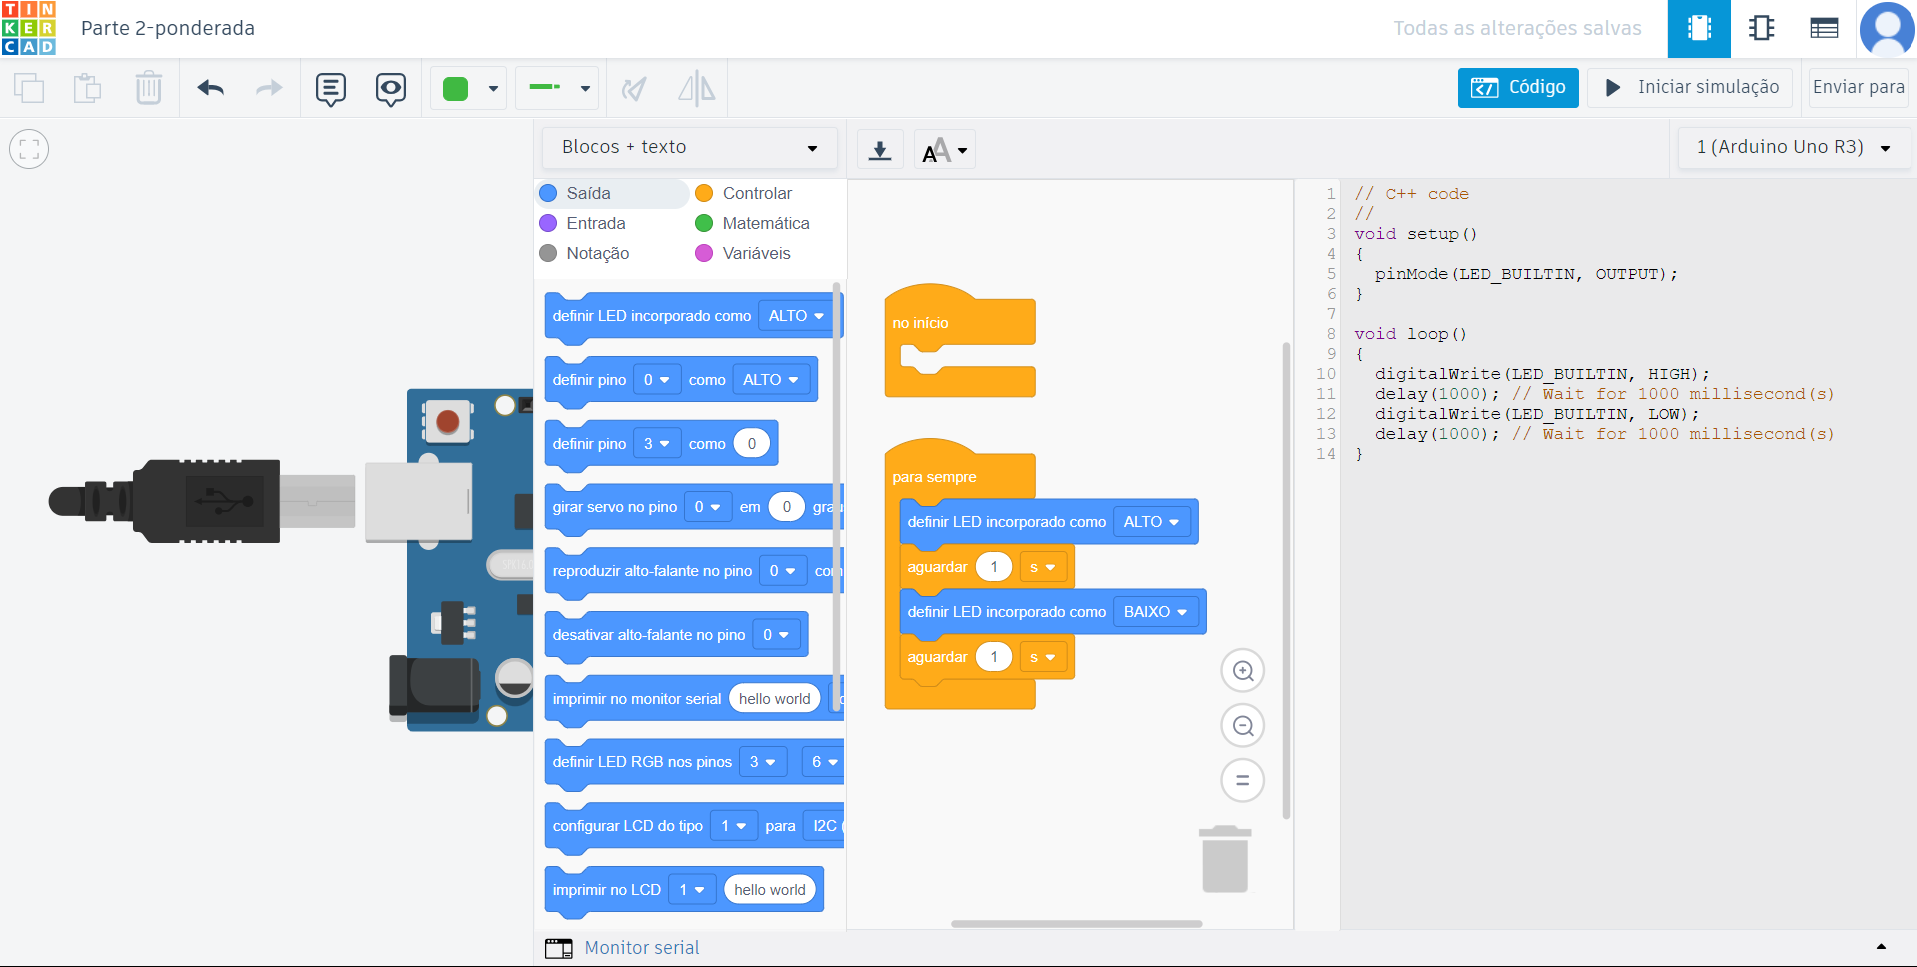 TIN
KER
CAD
Parte 2-ponderada
Todas as alterações salvas
Código
Iniciar simulação
Enviar para
Blocos + texto
AA
1 (Arduino Uno R3)
Saída
Controlar
Entrada
Matemática
Notação
Variáveis
definir LED incorporado como ALTO
definir pino 0 como ALTO
definir pino 3 como 0
girar servo no pino 0 em 0
reproduzir alto-falante no pino 0
desativar alto-falante no pino 0
imprimir no monitor serial hello world
definir LED RGB nos pinos 3 6
configurar LCD do tipo 1 para I2C
imprimir no LCD 1 hello world
no início
para sempre
definir LED incorporado como ALTO
aguardar 1 s
definir LED incorporado como BAIXO
aguardar 1 s
1 // C++ code
2 //
3 void setup()
4 {
5 pinMode(LED_BUILTIN, OUTPUT);
6 }
7
8 void loop()
9 {
10 digitalWrite(LED_BUILTIN, HIGH);
11 delay(1000); // Wait for 1000 millisecond(s)
12 digitalWrite(LED_BUILTIN, LOW);
13 delay(1000); // Wait for 1000 millisecond(s)
14 }
Monitor serial